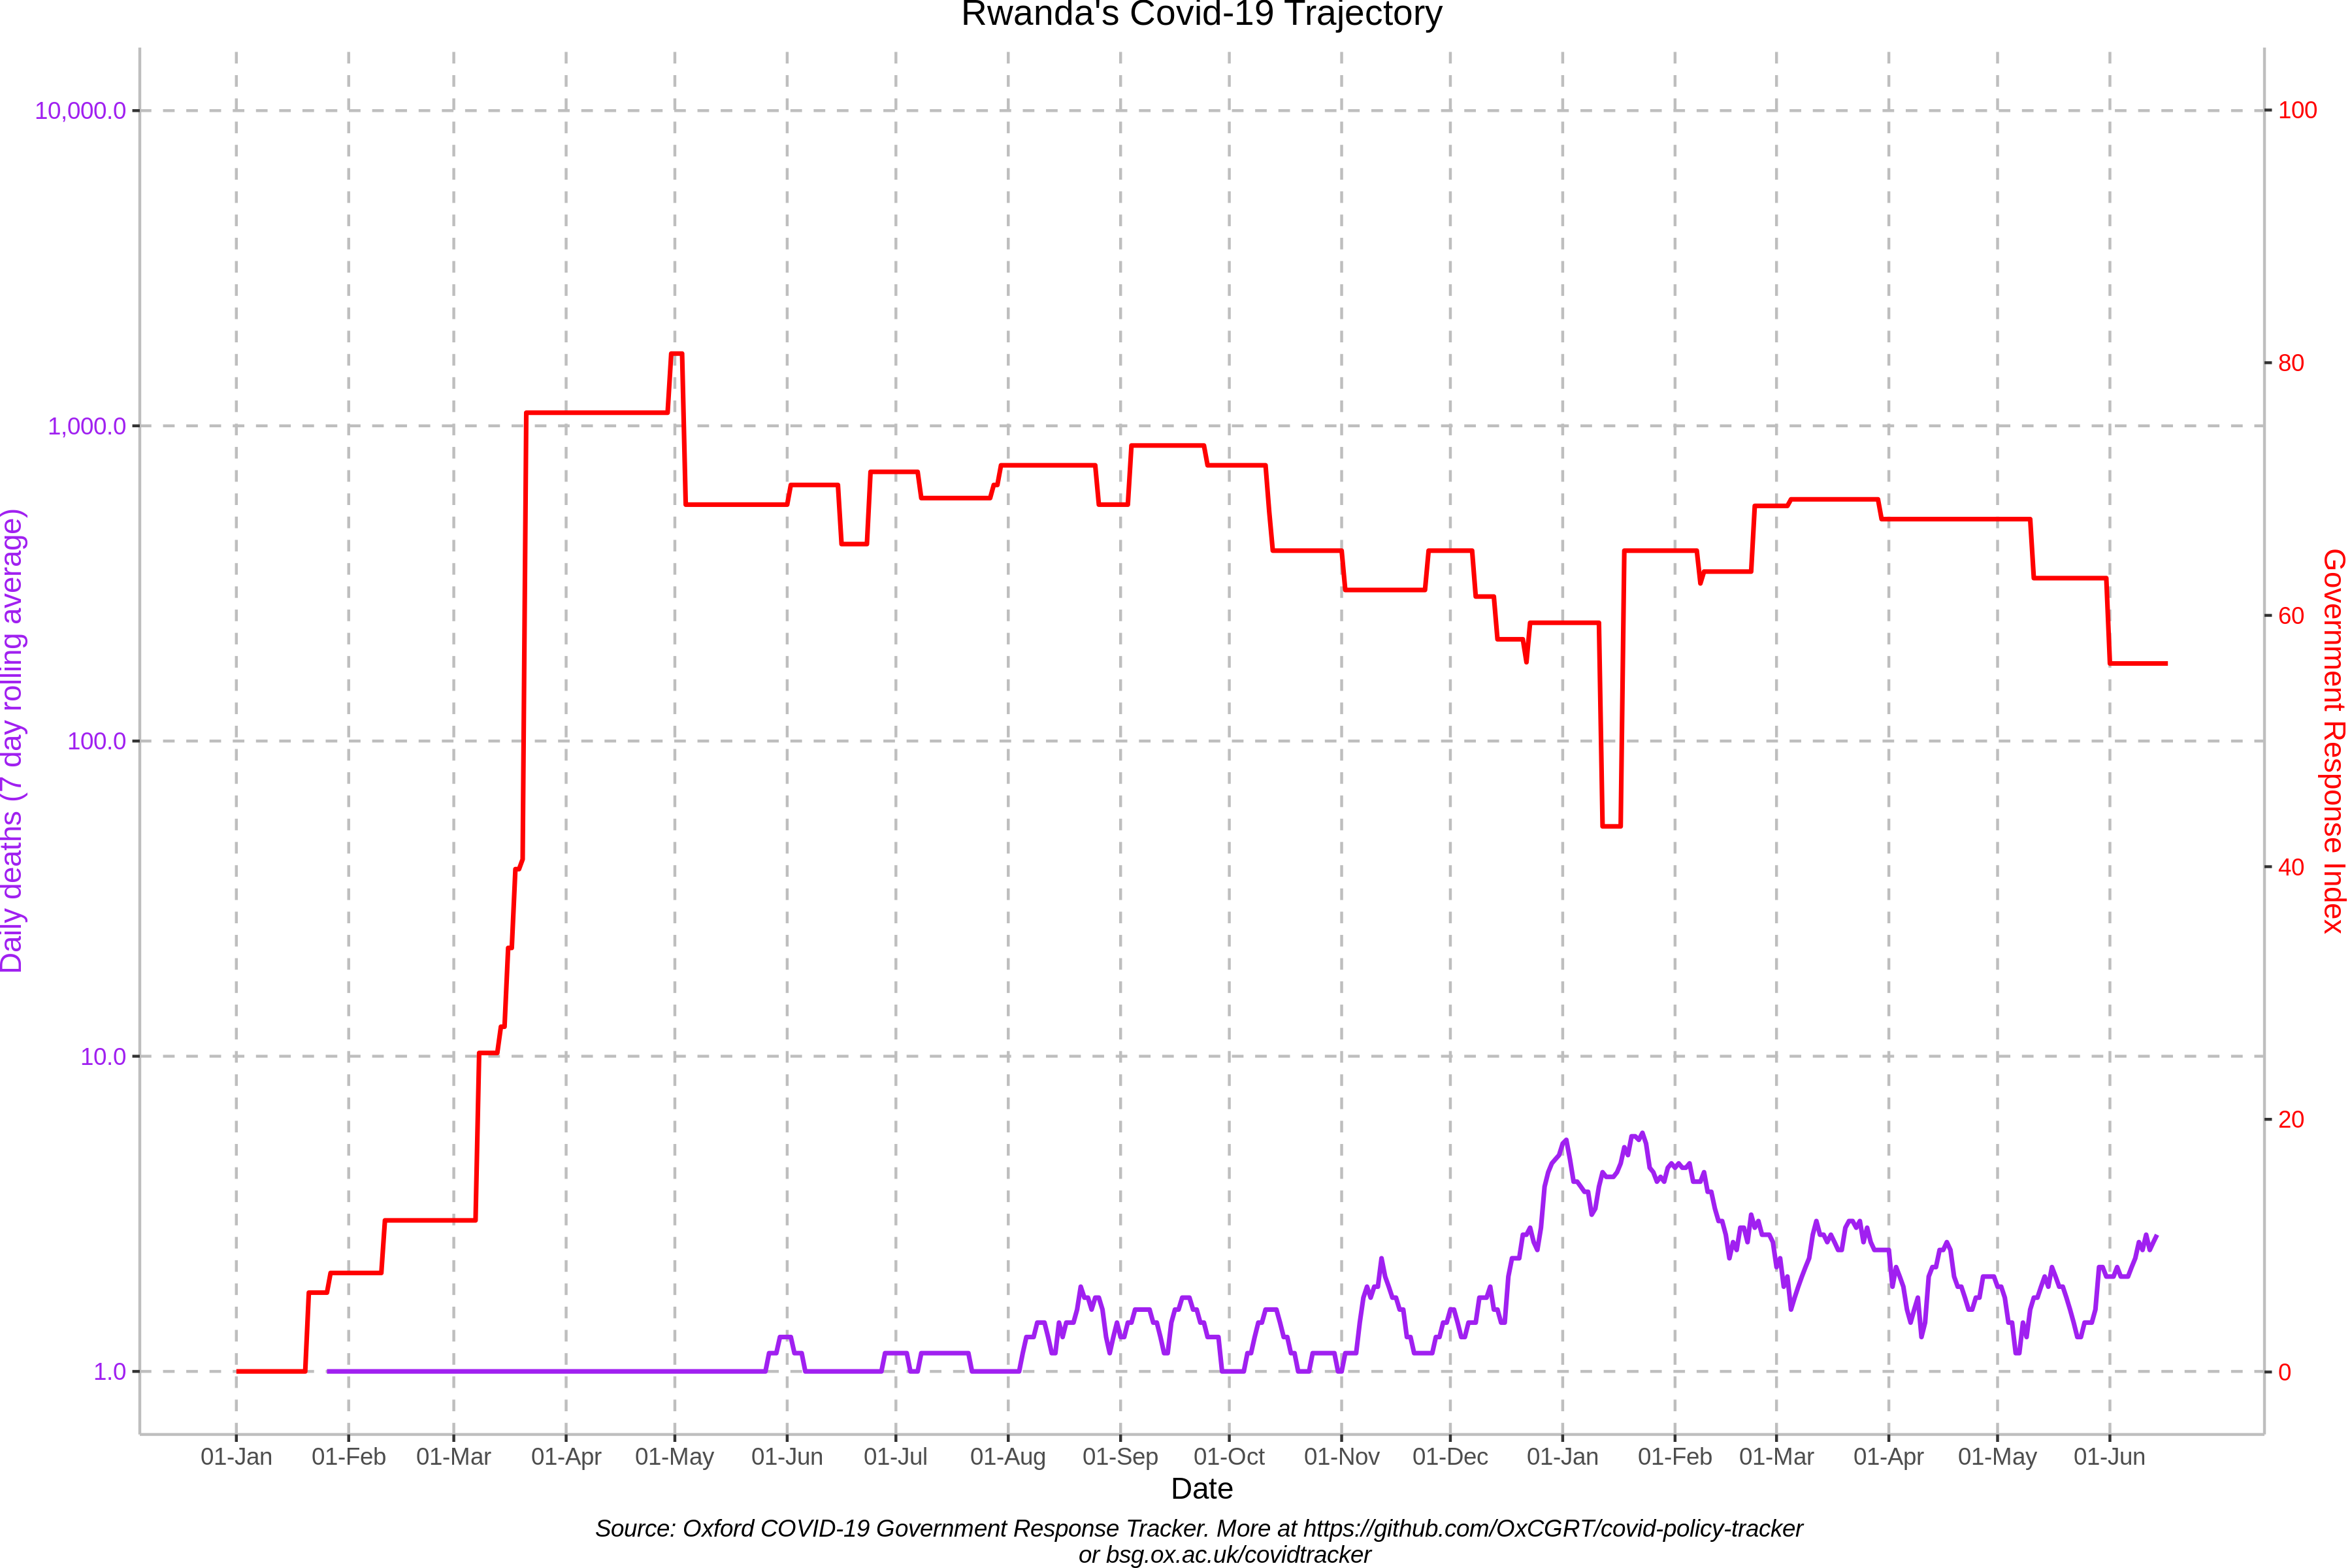 Rwanda's Covid-19 Trajectory
10,000.0
1,000.0
100.0
10.0
1.0
Daily deaths (7 day rolling average)
100
80
60
40
20
0
Government Response Index
01-Jan 01-Feb 01-Mar 01-Apr 01-May 01-Jun 01-Jul 01-Aug 01-Sep 01-Oct 01-Nov 01-Dec 01-Jan 01-Feb 01-Mar 01-Apr 01-May 01-Jun
Date
Source: Oxford COVID-19 Government Response Tracker. More at https://github.com/OxCGRT/covid-policy-tracker
or bsg.ox.ac.uk/covidtracker